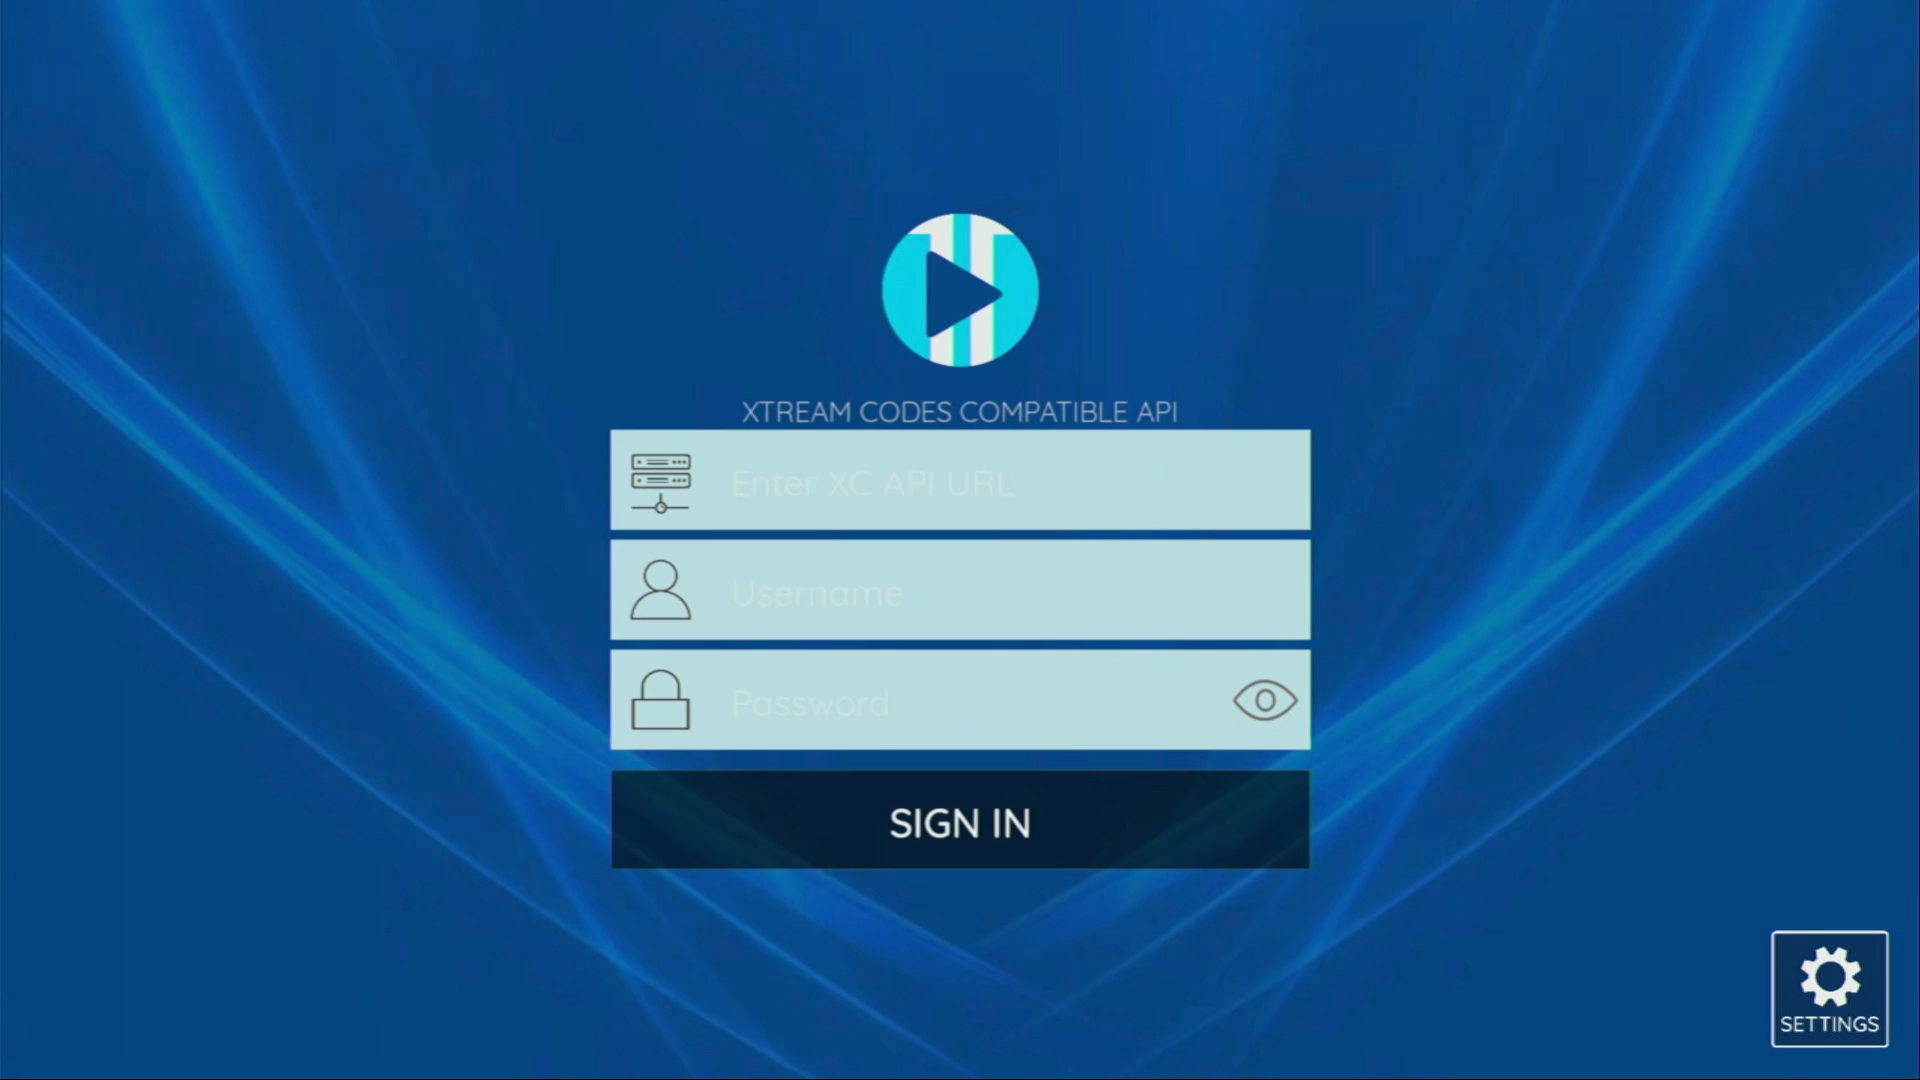 XTREAM CODES COMPATIBLE API
Enter XC API URL
Username
Password
SIGN IN
SETTINGS